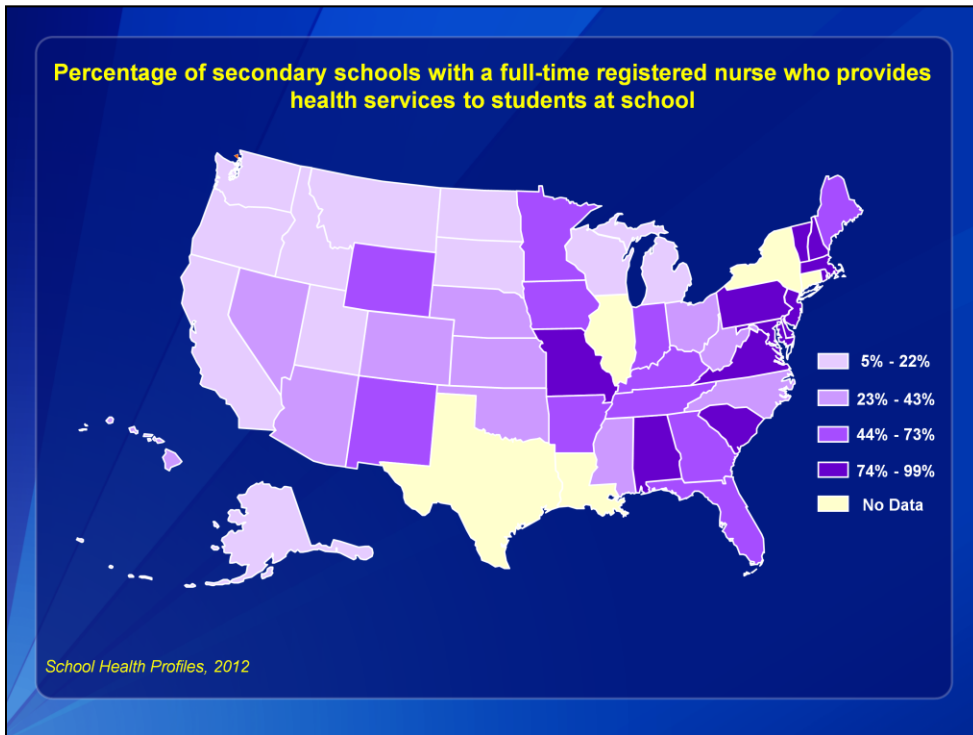 Percentage of secondary schools with a full-time registered nurse who provides
health services to students at school
5% - 22%
23% - 43%
44% - 73%
74% - 99%
No Data
School Health Profiles, 2012